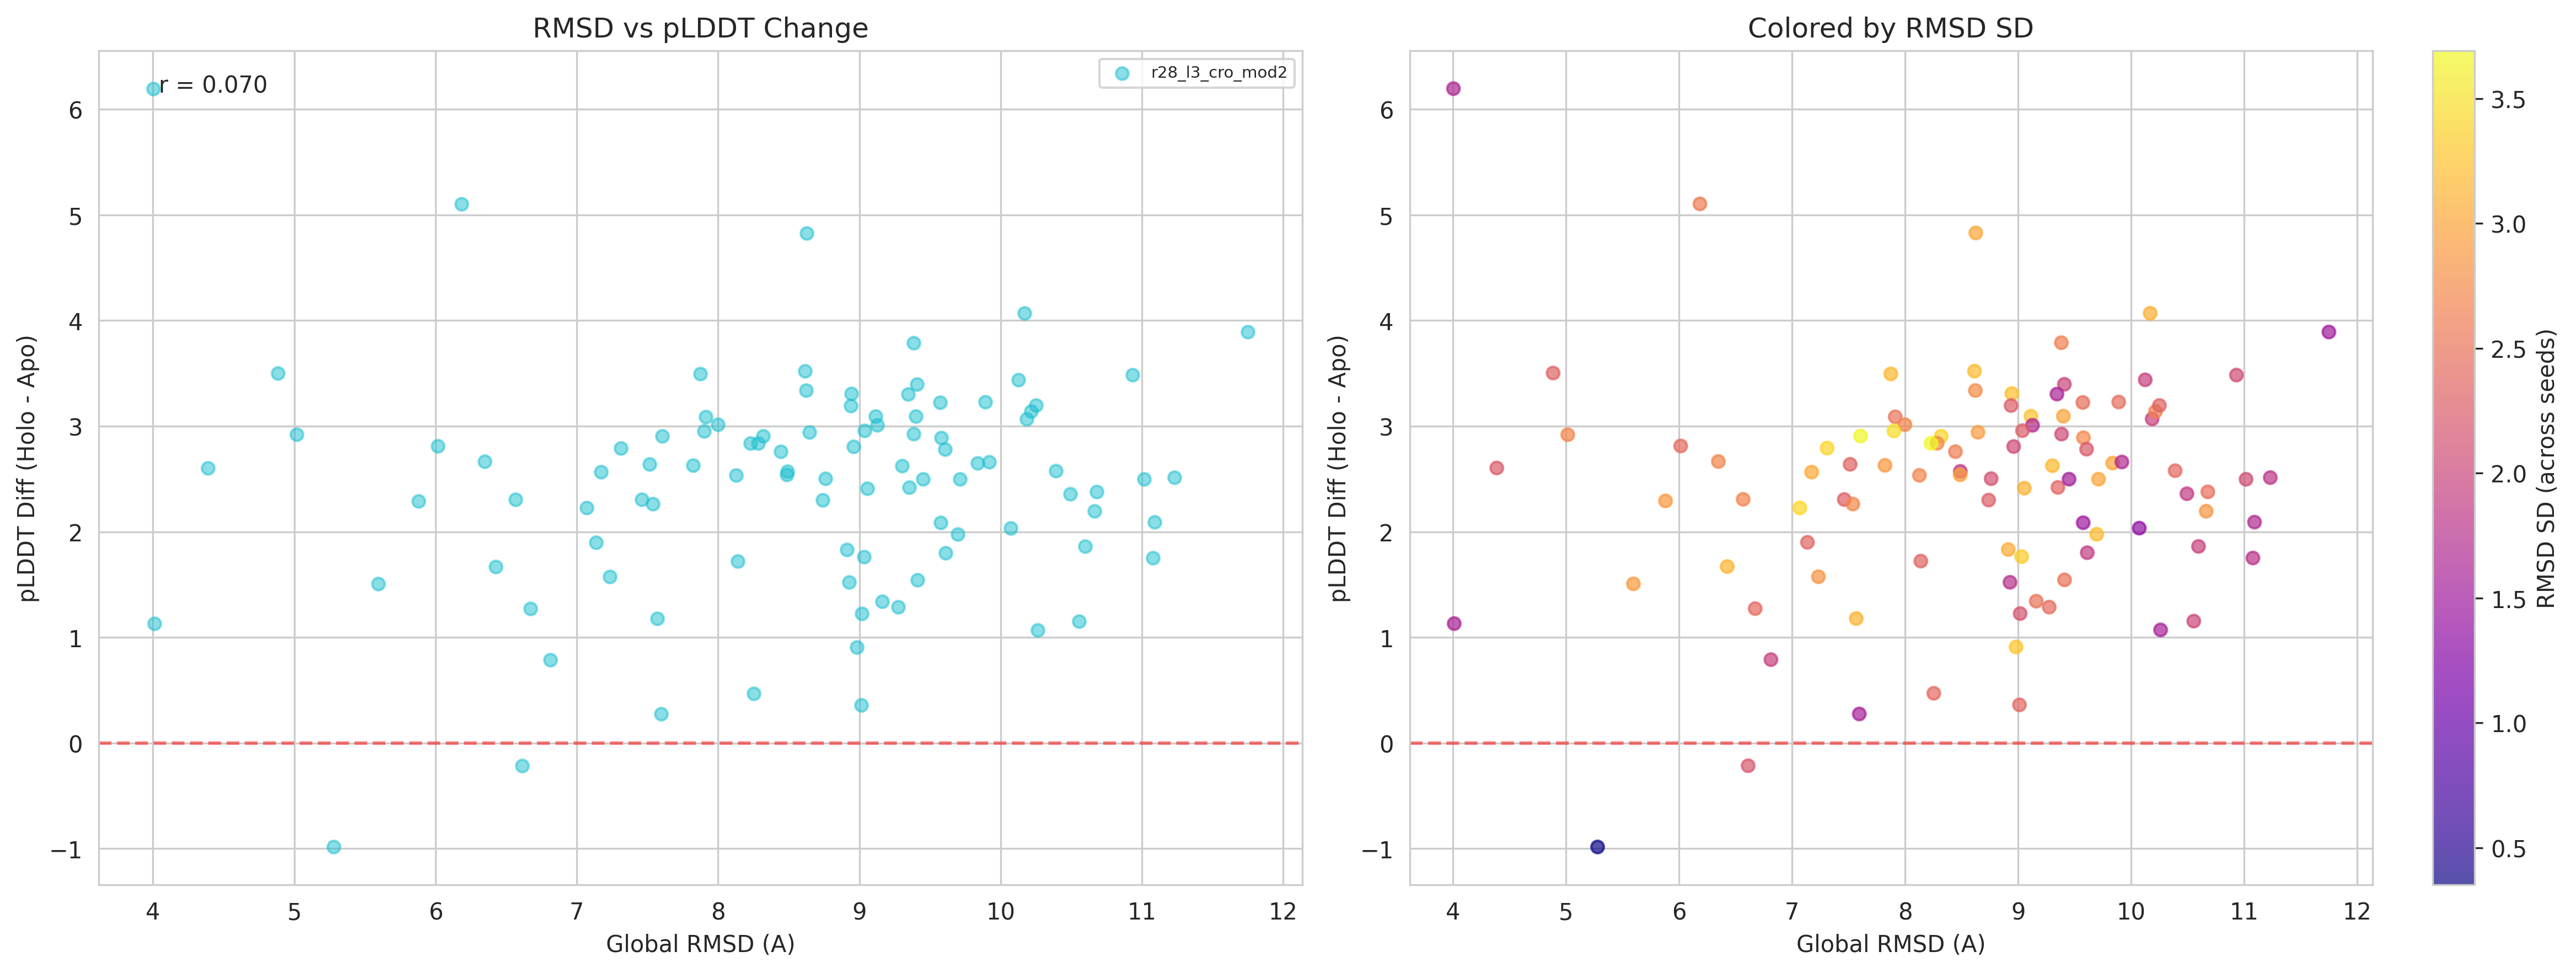 RMSD vs pLDDT Change
r = 0.070
r28_l3_cro_mod2
pLDDT Diff (Holo - Apo)
6
5
4
3
2
1
0
−1
4 5 6 7 8 9 10 11 12
Global RMSD (A)
Colored by RMSD SD
pLDDT Diff (Holo - Apo)
6
5
4
3
2
1
0
−1
4 5 6 7 8 9 10 11 12
Global RMSD (A)
3.5
3.0
2.5
2.0
1.5
1.0
0.5
RMSD SD (across seeds)